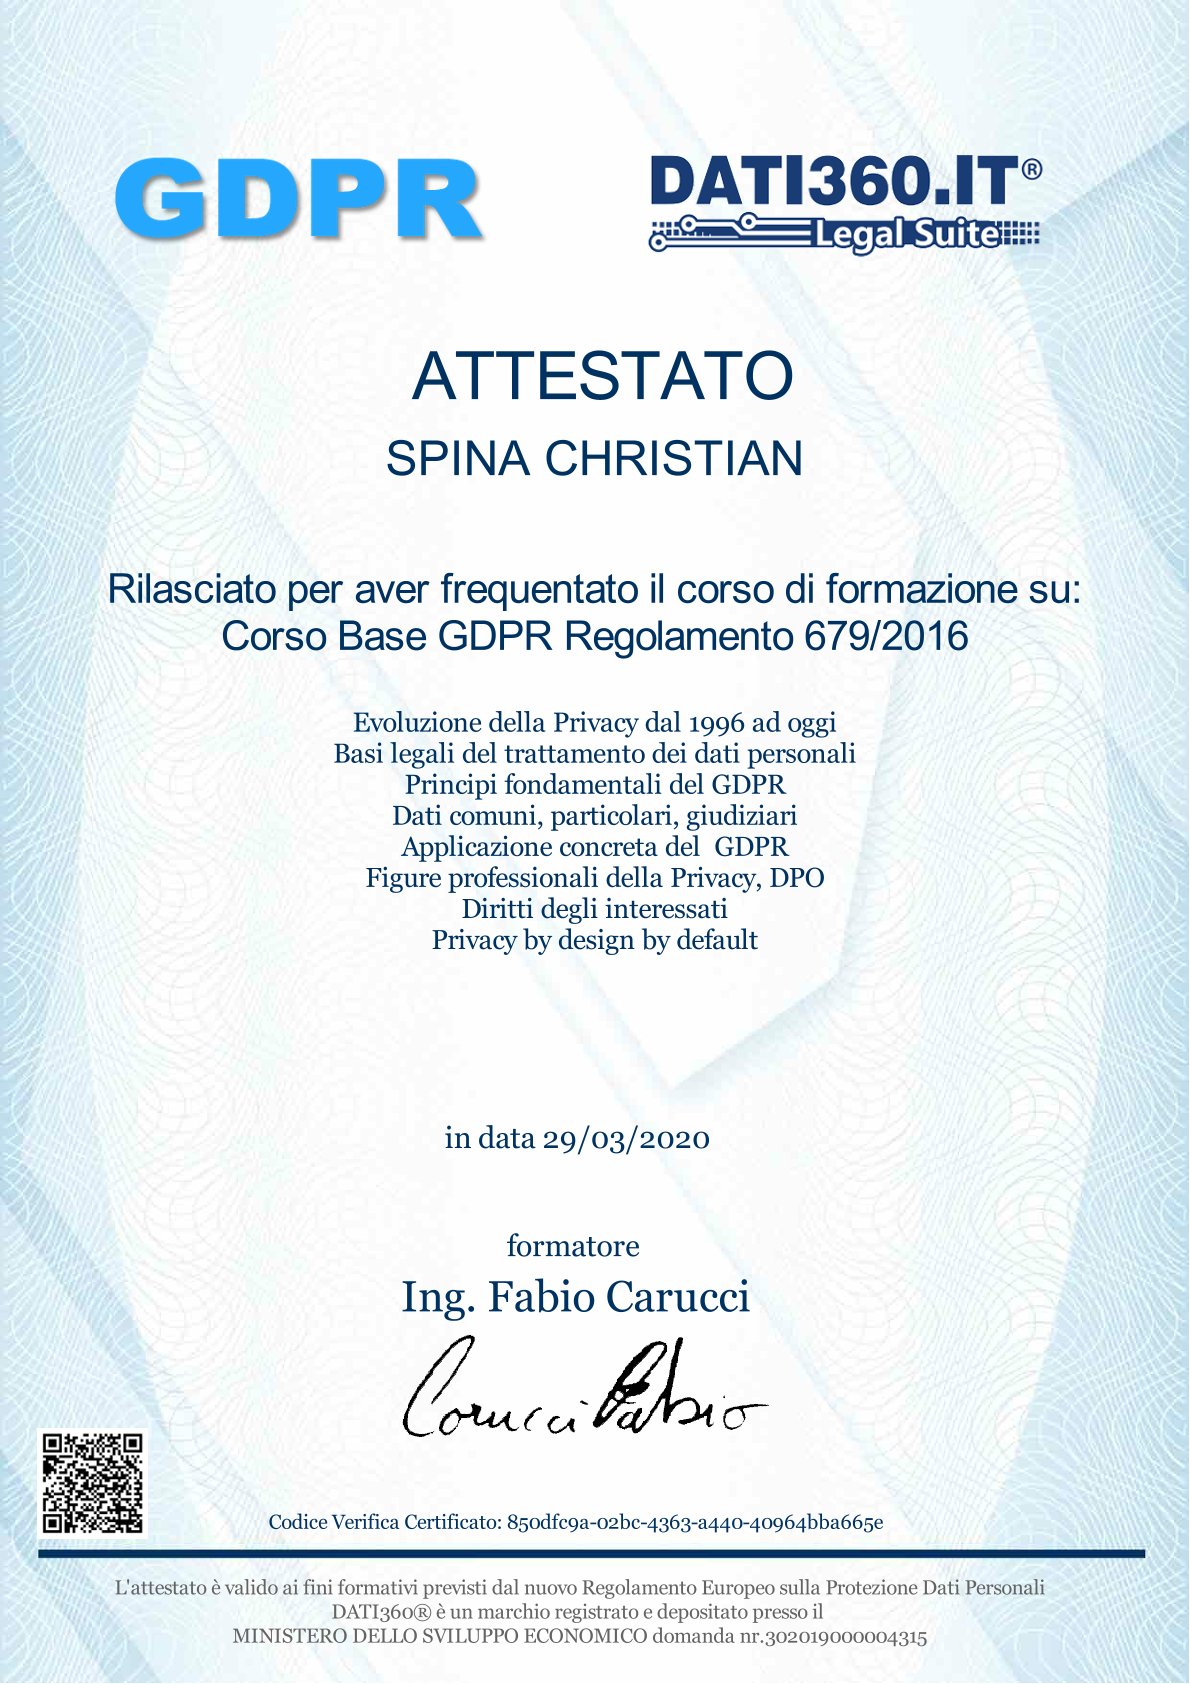 GDPR
DATI360.IT®
Legal Suite
ATTESTATO
SPINA CHRISTIAN
Rilasciato per aver frequentato il corso di formazione su:
Corso Base GDPR Regolamento 679/2016
Evoluzione della Privacy dal 1996 ad oggi
Basi legali del trattamento dei dati personali
Principi fondamentali del GDPR
Dati comuni, particolari, giudiziari
Applicazione concreta del  GDPR
Figure professionali della Privacy, DPO
Diritti degli interessati
Privacy by design by default
in data 29/03/2020
formatore
Ing. Fabio Carucci
Carucci Fabio
Codice Verifica Certificato: 850dfc9a-02bc-4363-a440-40964bba665e
L'attestato è valido ai fini formativi previsti dal nuovo Regolamento Europeo sulla Protezione Dati Personali
DATI360® è un marchio registrato e depositato presso il
MINISTERO DELLO SVILUPPO ECONOMICO domanda nr.302019000004315